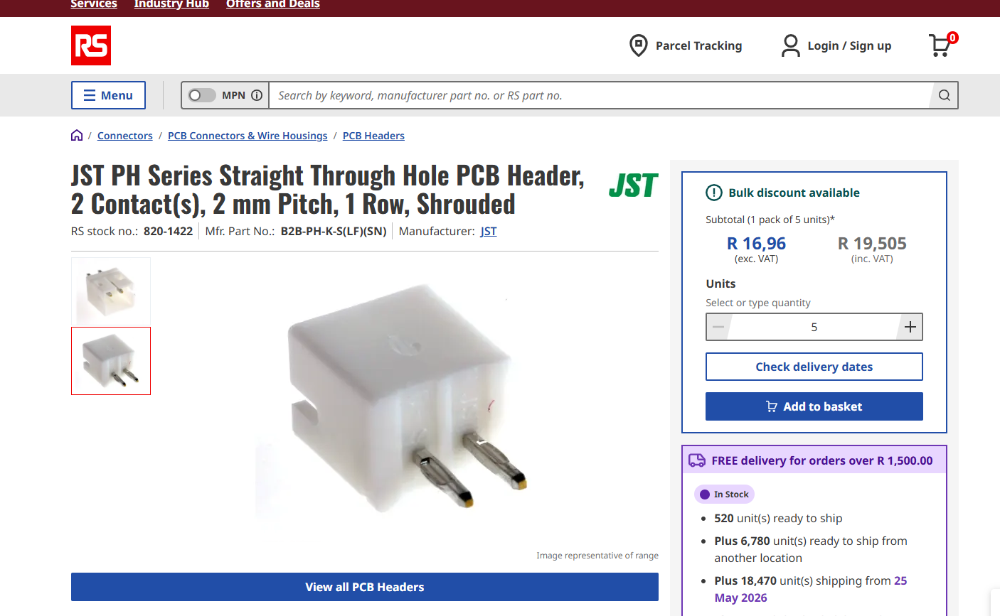 Services Industry Hub Offers and Deals
RS
Parcel Tracking
Login / Sign up
0
Menu
MPN
Search by keyword, manufacturer part no. or RS part no.
/ Connectors / PCB Connectors & Wire Housings / PCB Headers
JST PH Series Straight Through Hole PCB Header,
2 Contact(s), 2 mm Pitch, 1 Row, Shrouded
JST
RS stock no.: 820-1422 Mfr. Part No.: B2B-PH-K-S(LF)(SN) Manufacturer: JST
Image representative of range
View all PCB Headers
Bulk discount available
Subtotal (1 pack of 5 units)*
R 16,96 R 19,505
(exc. VAT) (inc. VAT)
Units
Select or type quantity
5
Check delivery dates
Add to basket
FREE delivery for orders over R 1,500.00
In Stock
520 unit(s) ready to ship
Plus 6,780 unit(s) ready to ship from
another location
Plus 18,470 unit(s) shipping from 25
May 2026